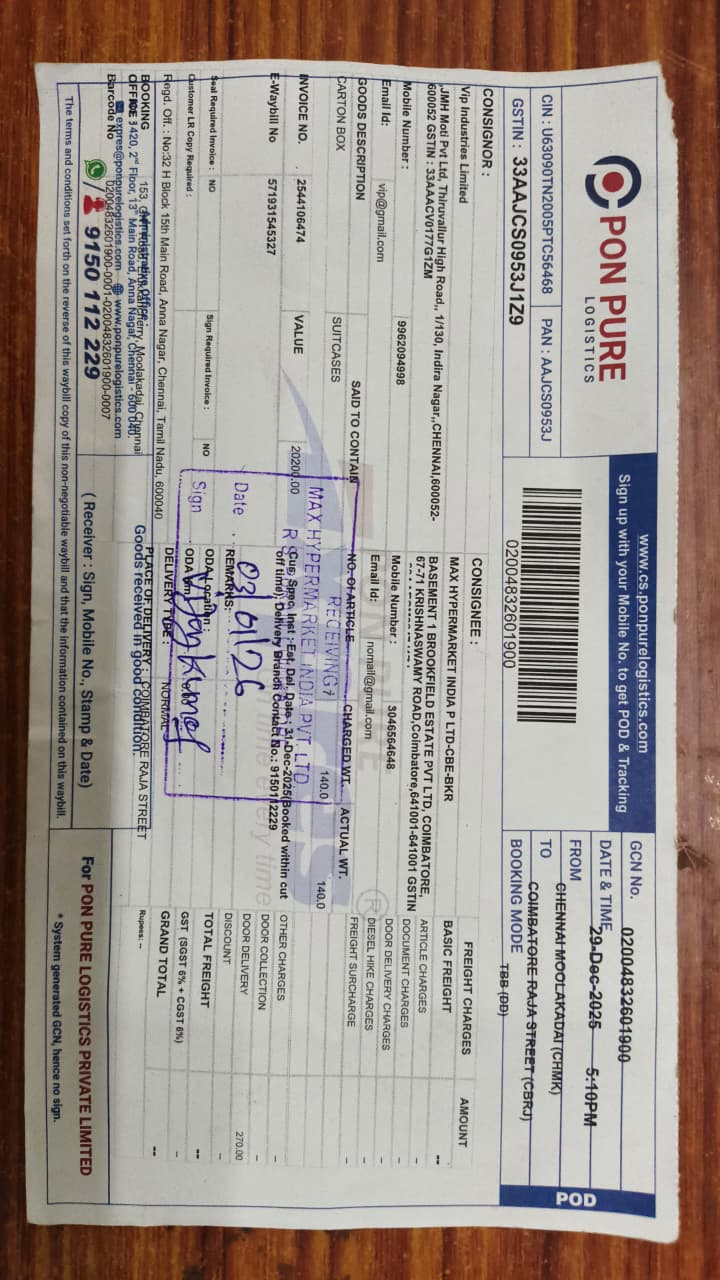 PON PURE
LOGISTICS
CIN : U63090TN2005PTC56468
PAN : AAJCS0953J
GSTIN : 33AAJCS0953J1Z9
www.cs.ponpurelogistics.com
Sign up with your Mobile No. to get POD & Tracking
02004832601900
GCN No. 02004832601900
DATE & TIME 29-Dec-2025 5:10PM
FROM CHENNAI MOOLAKADAI (CHMK)
TO COIMBATORE RAJA STREET (CBRJ)
BOOKING MODE TBB (DD)
POD
CONSIGNOR :
Vip Industries Limited
,JMH Moti Pvt Ltd, Thiruvallur High Road,, 1/130, Indira Nagar,,CHENNAI,600052-
600052 GSTIN : 33AAACV0177G1ZM
Mobile Number : 9962094998
Email Id: vip@gmail.com
CONSIGNEE :
MAX HYPERMARKET INDIA P LTD-CBE-BKR
BASEMENT 1 BROOKFIELD ESTATE PVT LTD, COIMBATORE,
67-71 KRISHNASWAMY ROAD,Coimbatore,641001-641001 GSTIN
Mobile Number : 3046564648
Email Id: nomail@gmail.com
GOODS DESCRIPTION SAID TO CONTAIN NO. OF ARTICLE CHARGED WT. ACTUAL WT.
CARTON BOX SUITCASES 7 140.0 140.0
INVOICE NO. 2544106474 VALUE 20200.00
E-Waybill No 571931545327
Cus. Spec. Inst : Est. Del. Date : 31-Dec-2025(Booked within cut
off time), Delivery Branch Contact No.: 9150112229
REMARKS:
Seal Required Invoice : NO Sign Required Invoice : NO
ODA Location :
Customer LR Copy Required :
ODA
DELIVERY TYPE : NORMAL
Regd. Off. : No:32 H Block 15th Main Road, Anna Nagar, Chennai, Tamil Nadu, 600040
BOOKING
OFFICE :
Administrative Office
420, 2nd Floor, 13th Main Road, Anna Nagar, Chennai - 600 040.
expres@ponpurelogistics.com www.ponpurelogistics.com
Barcode No 02004832601900-0001-02004832601900-0007
9150 112 229
PLACE OF DELIVERY : COIMBATORE RAJA STREET
Goods received in good condition.
( Receiver : Sign, Mobile No., Stamp & Date)
The terms and conditions set forth on the reverse of this waybill copy of this non-negotiable waybill and that the information contained on this waybill.
RECEIVING
MAX HYPERMARKET INDIA PVT. LTD
Date 03/01/26
Sign
FREIGHT CHARGES AMOUNT
BASIC FREIGHT --
ARTICLE CHARGES -
DOCUMENT CHARGES -
DOOR DELIVERY CHARGES -
DIESEL HIKE CHARGES -
FREIGHT SURCHARGE -
OTHER CHARGES -
DOOR COLLECTION -
DOOR DELIVERY 270.00
DISCOUNT -
TOTAL FREIGHT --
GST (SGST 6% + CGST 6%) -
GRAND TOTAL --
Rupees: --
For PON PURE LOGISTICS PRIVATE LIMITED
* System generated GCN, hence no sign.